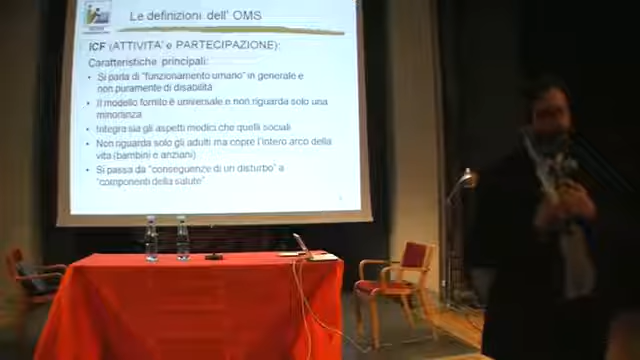 Le definizioni dell' OMS
ICF (ATTIVITA' e PARTECIPAZIONE):
Caratteristiche principali:
• Si parla di "funzionamento umano" in generale e
non puramente di disabilità
• Il modello fornito è universale e non riguarda solo una
minoranza
• Integra sia gli aspetti medici che quelli sociali
• Non riguarda solo gli adulti ma copre l'intero arco della
vita (bambini e anziani)
• Si passa da "conseguenze di un disturbo" a
"componenti della salute"